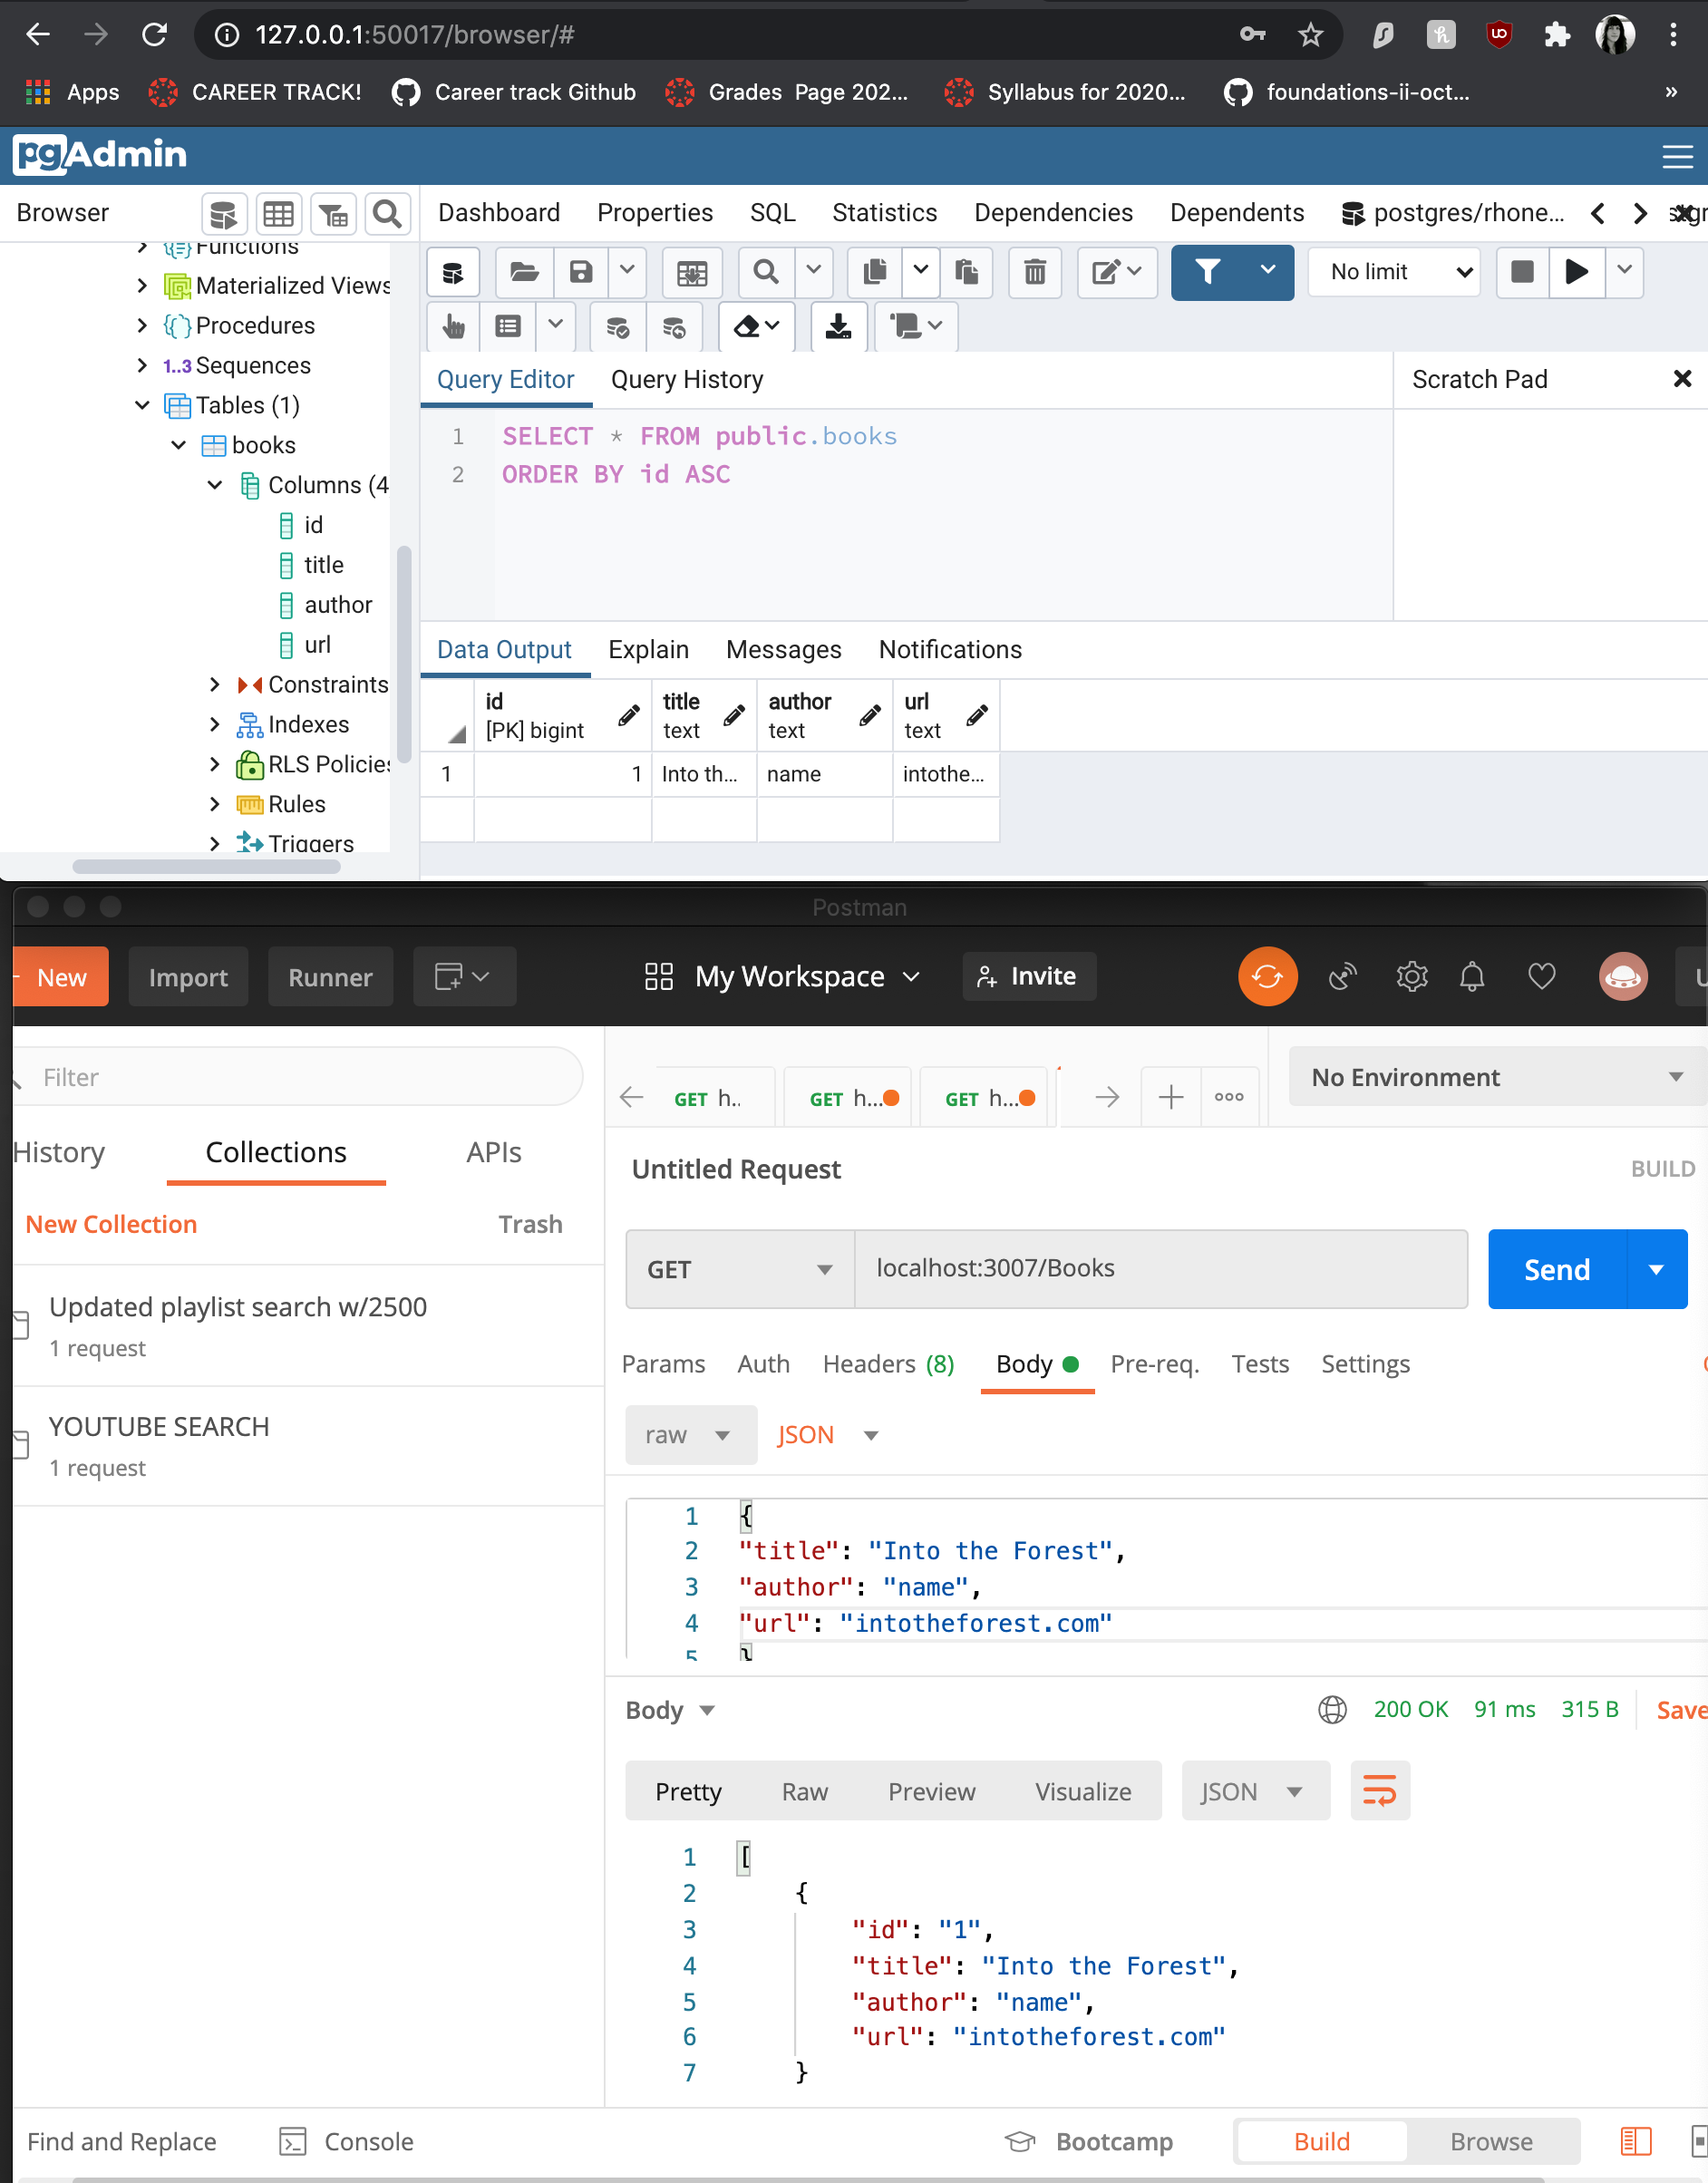 127.0.0.1:50017/browser/#
Apps CAREER TRACK! Career track Github Grades Page 202... Syllabus for 2020... foundations-ii-oct... »
pgAdmin
Browser Dashboard Properties SQL Statistics Dependencies Dependents postgres/rhone...
Functions
Materialized Views
Procedures
1..3 Sequences
Tables (1)
books
Columns (4
id
title
author
url
Constraints
Indexes
RLS Policies
Rules
Triggers
No limit
Query Editor Query History Scratch Pad
1 SELECT * FROM public.books
2 ORDER BY id ASC
Data Output Explain Messages Notifications
id title author url
[PK] bigint text text text
1 1 Into th... name intothe...
Postman
New Import Runner My Workspace Invite
Filter
GET h.. GET h... GET h... No Environment
History Collections APIs
Untitled Request BUILD
New Collection Trash
GET localhost:3007/Books Send
Updated playlist search w/2500
1 request
Params Auth Headers (8) Body Pre-req. Tests Settings
YOUTUBE SEARCH
1 request
raw JSON
1 {
2 "title": "Into the Forest",
3 "author": "name",
4 "url": "intotheforest.com"
5 }
Body 200 OK 91 ms 315 B Save
Pretty Raw Preview Visualize JSON
1 [
2 {
3 "id": "1",
4 "title": "Into the Forest",
5 "author": "name",
6 "url": "intotheforest.com"
7 }
Find and Replace Console Bootcamp Build Browse